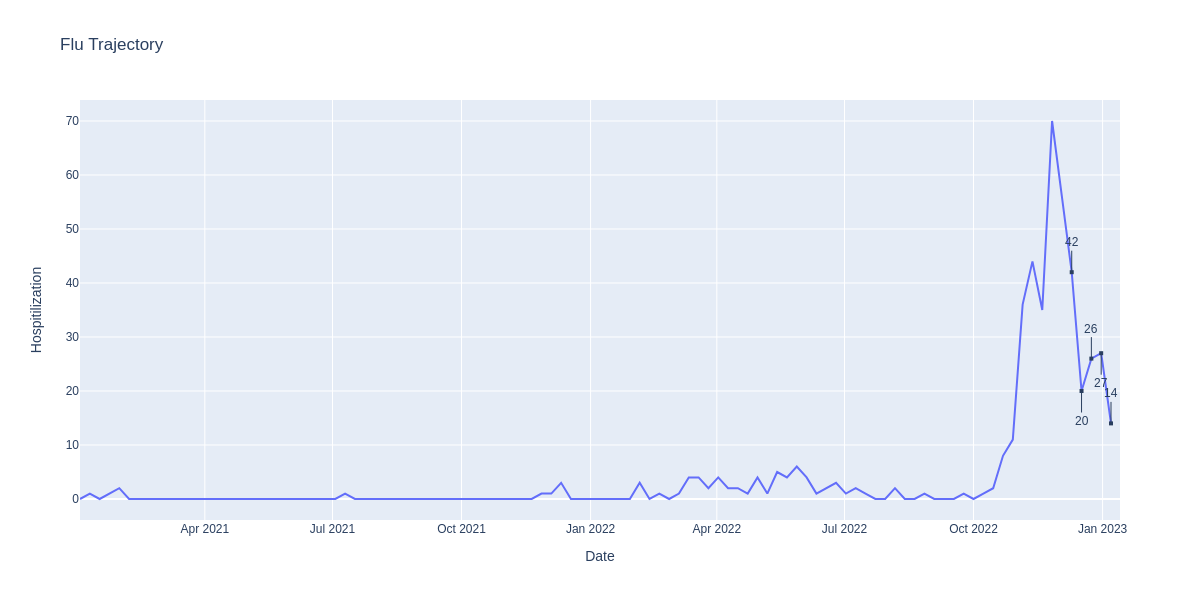 Flu Trajectory
70
60
50
40
30
20
10
0
Hospitilization
42
26
27
14
20
Apr 2021
Jul 2021
Oct 2021
Jan 2022
Apr 2022
Jul 2022
Oct 2022
Jan 2023
Date